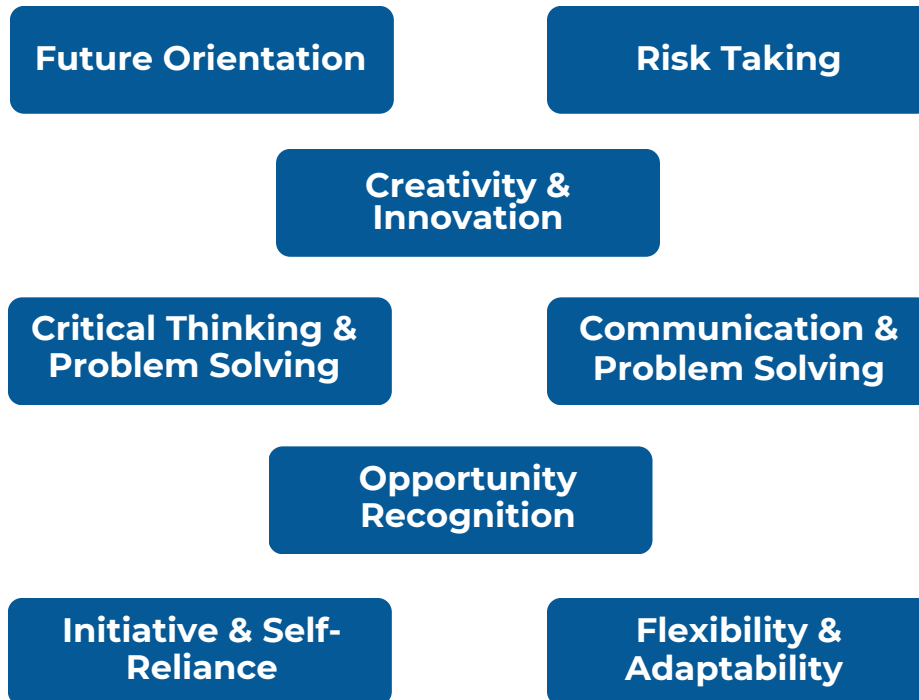 Future Orientation
Risk Taking
Creativity &
Innovation
Critical Thinking &
Problem Solving
Communication &
Problem Solving
Opportunity
Recognition
Initiative & Self-
Reliance
Flexibility &
Adaptability